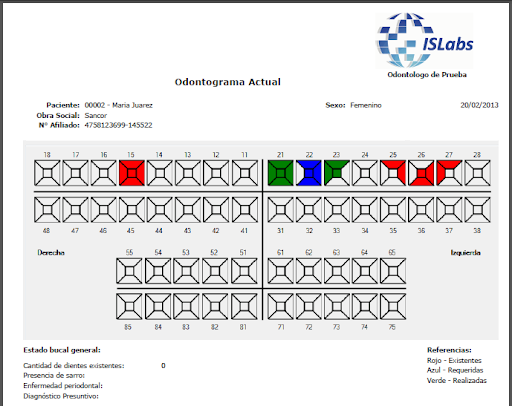 ISLabs
Odontologo de Prueba
Odontograma Actual
Paciente: 00002 - Maria Juarez Sexo: Femenino 20/02/2013
Obra Social: Sancor
Nº Afiliado: 4758123699-145522
18 17 16 15 14 13 12 11 21 22 23 24 25 26 27 28
48 47 46 45 44 43 42 41 31 32 33 34 35 36 37 38
Derecha Izquierda
55 54 53 52 51 61 62 63 64 65
85 84 83 82 81 71 72 73 74 75
Estado bucal general: Referencias:
Rojo - Existentes
Cantidad de dientes existentes: 0
Azul - Requeridas
Presencia de sarro:
Verde - Realizadas
Enfermedad periodontal:
Diagnóstico Presuntivo: